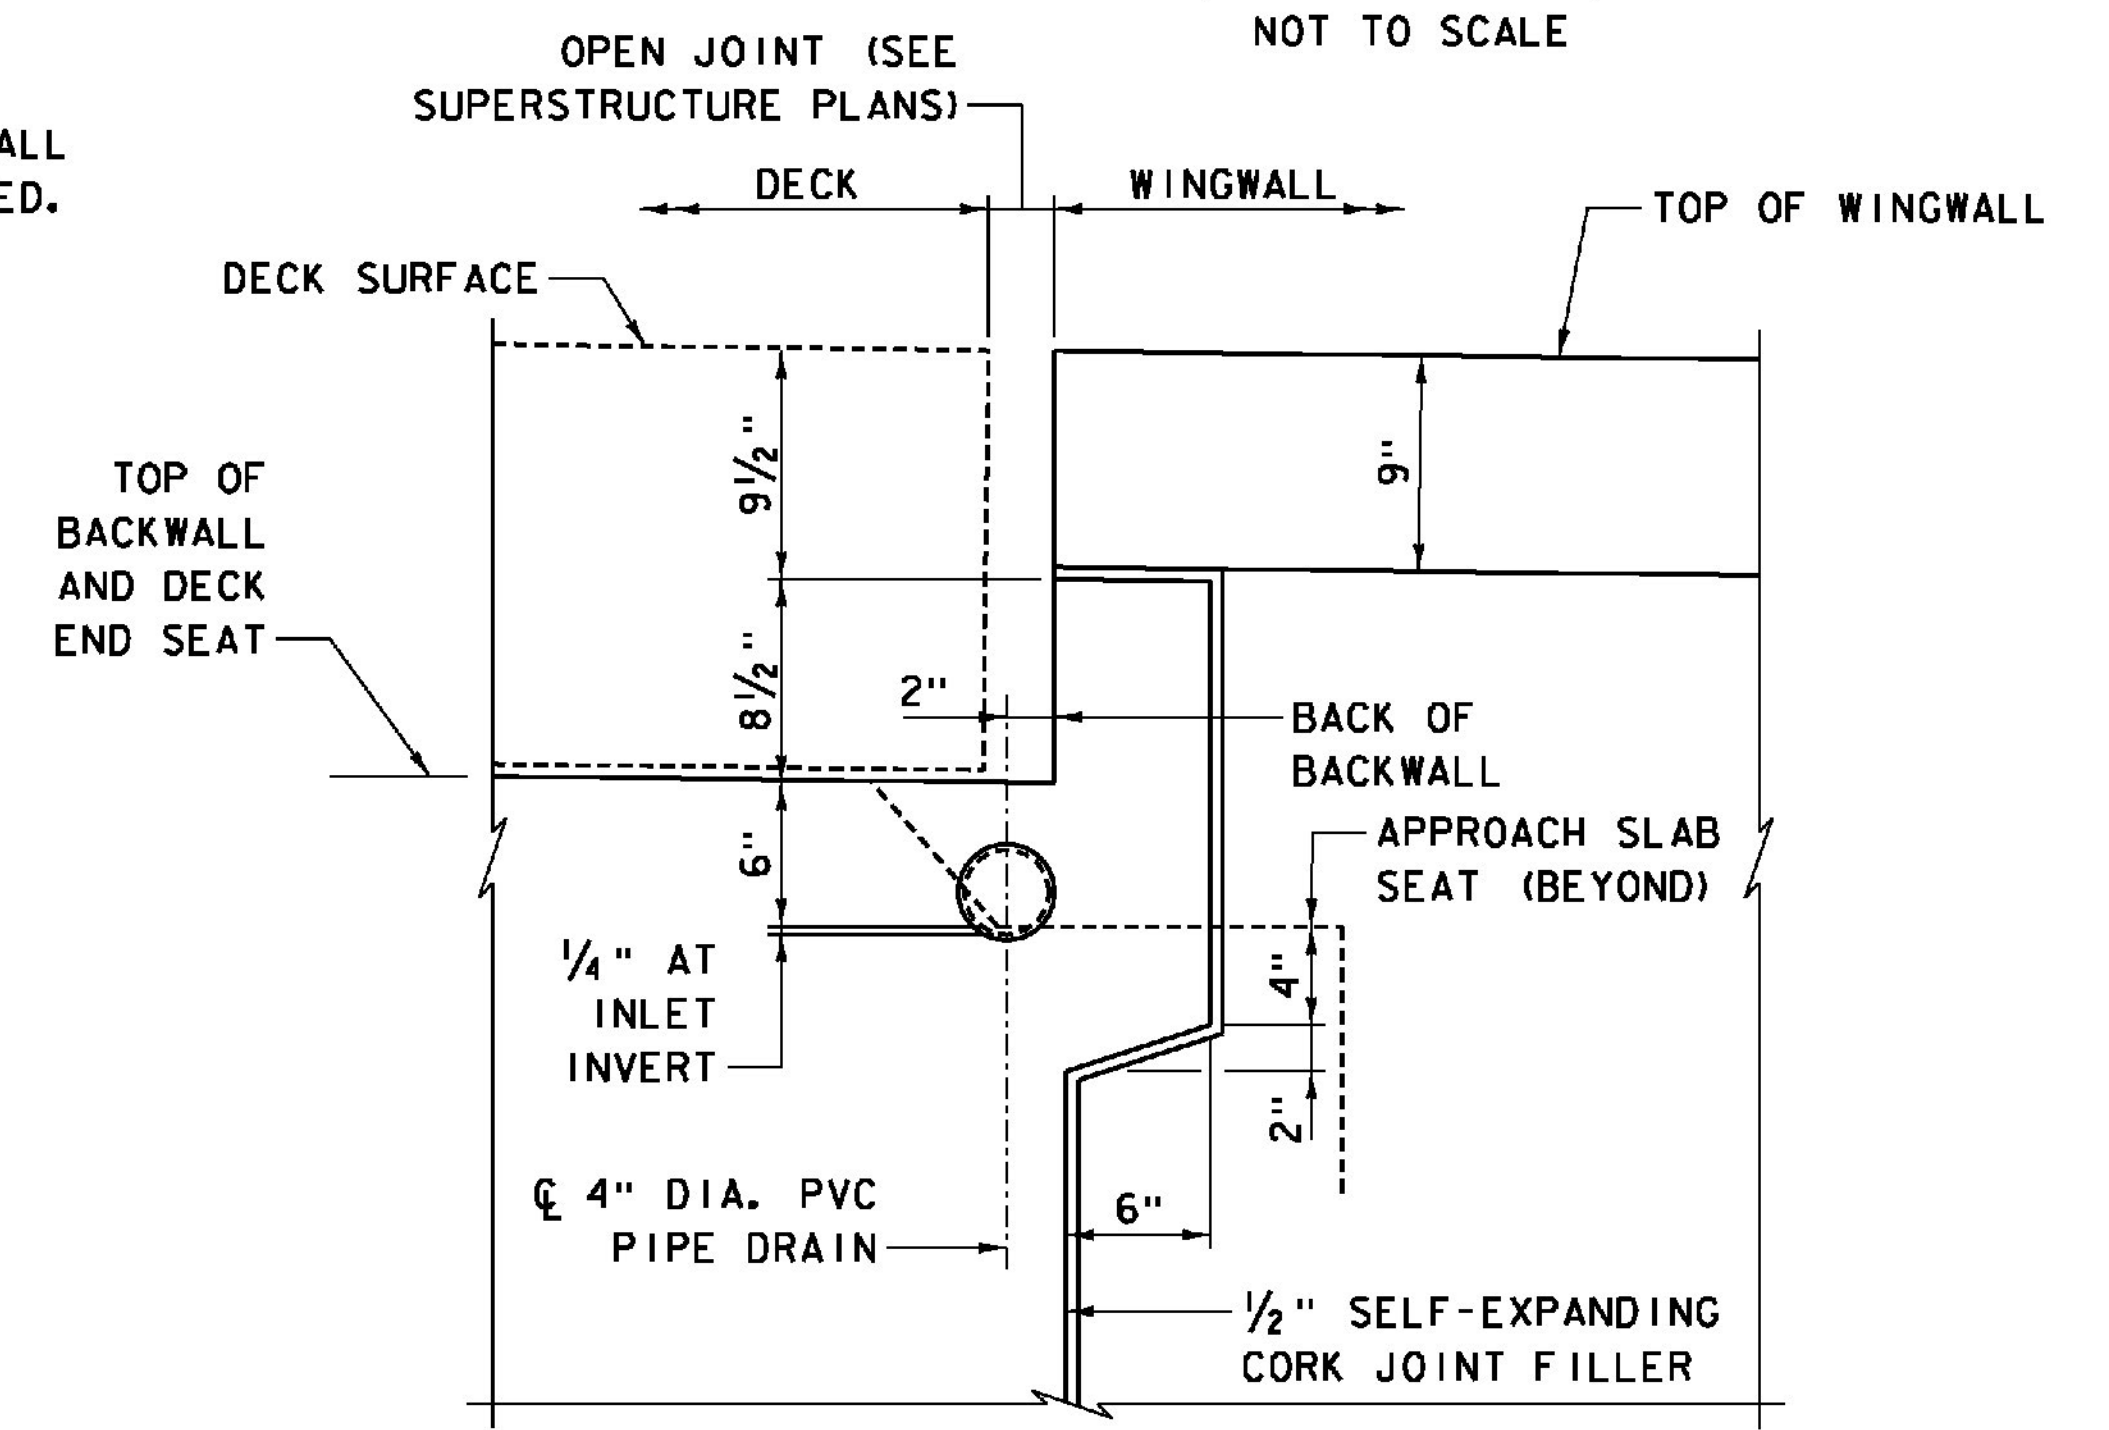 NOT TO SCALE
OPEN JOINT (SEE
SUPERSTRUCTURE PLANS)
ALL
ED.
DECK
WINGWALL
TOP OF WINGWALL
DECK SURFACE
9½"
9"
TOP OF
BACKWALL
AND DECK
END SEAT
8½"
2"
BACK OF
BACKWALL
6"
APPROACH SLAB
SEAT (BEYOND)
¼" AT
INLET
INVERT
4"
2"
℄ 4" DIA. PVC
PIPE DRAIN
6"
½" SELF-EXPANDING
CORK JOINT FILLER